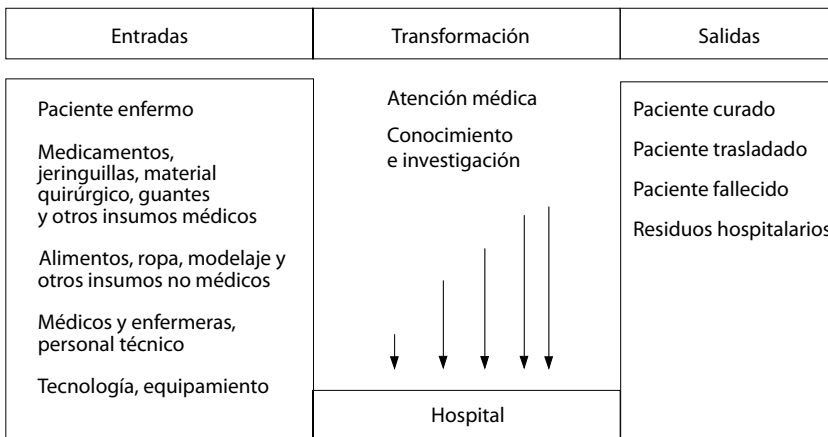 Entradas
Transformación
Salidas
Paciente enfermo
Medicamentos,
jeringuillas, material
quirúrgico, guantes
y otros insumos médicos
Alimentos, ropa, modelaje y
otros insumos no médicos
Médicos y enfermeras,
personal técnico
Tecnología, equipamiento
Atención médica
Conocimiento
e investigación
Hospital
Paciente curado
Paciente trasladado
Paciente fallecido
Residuos hospitalarios